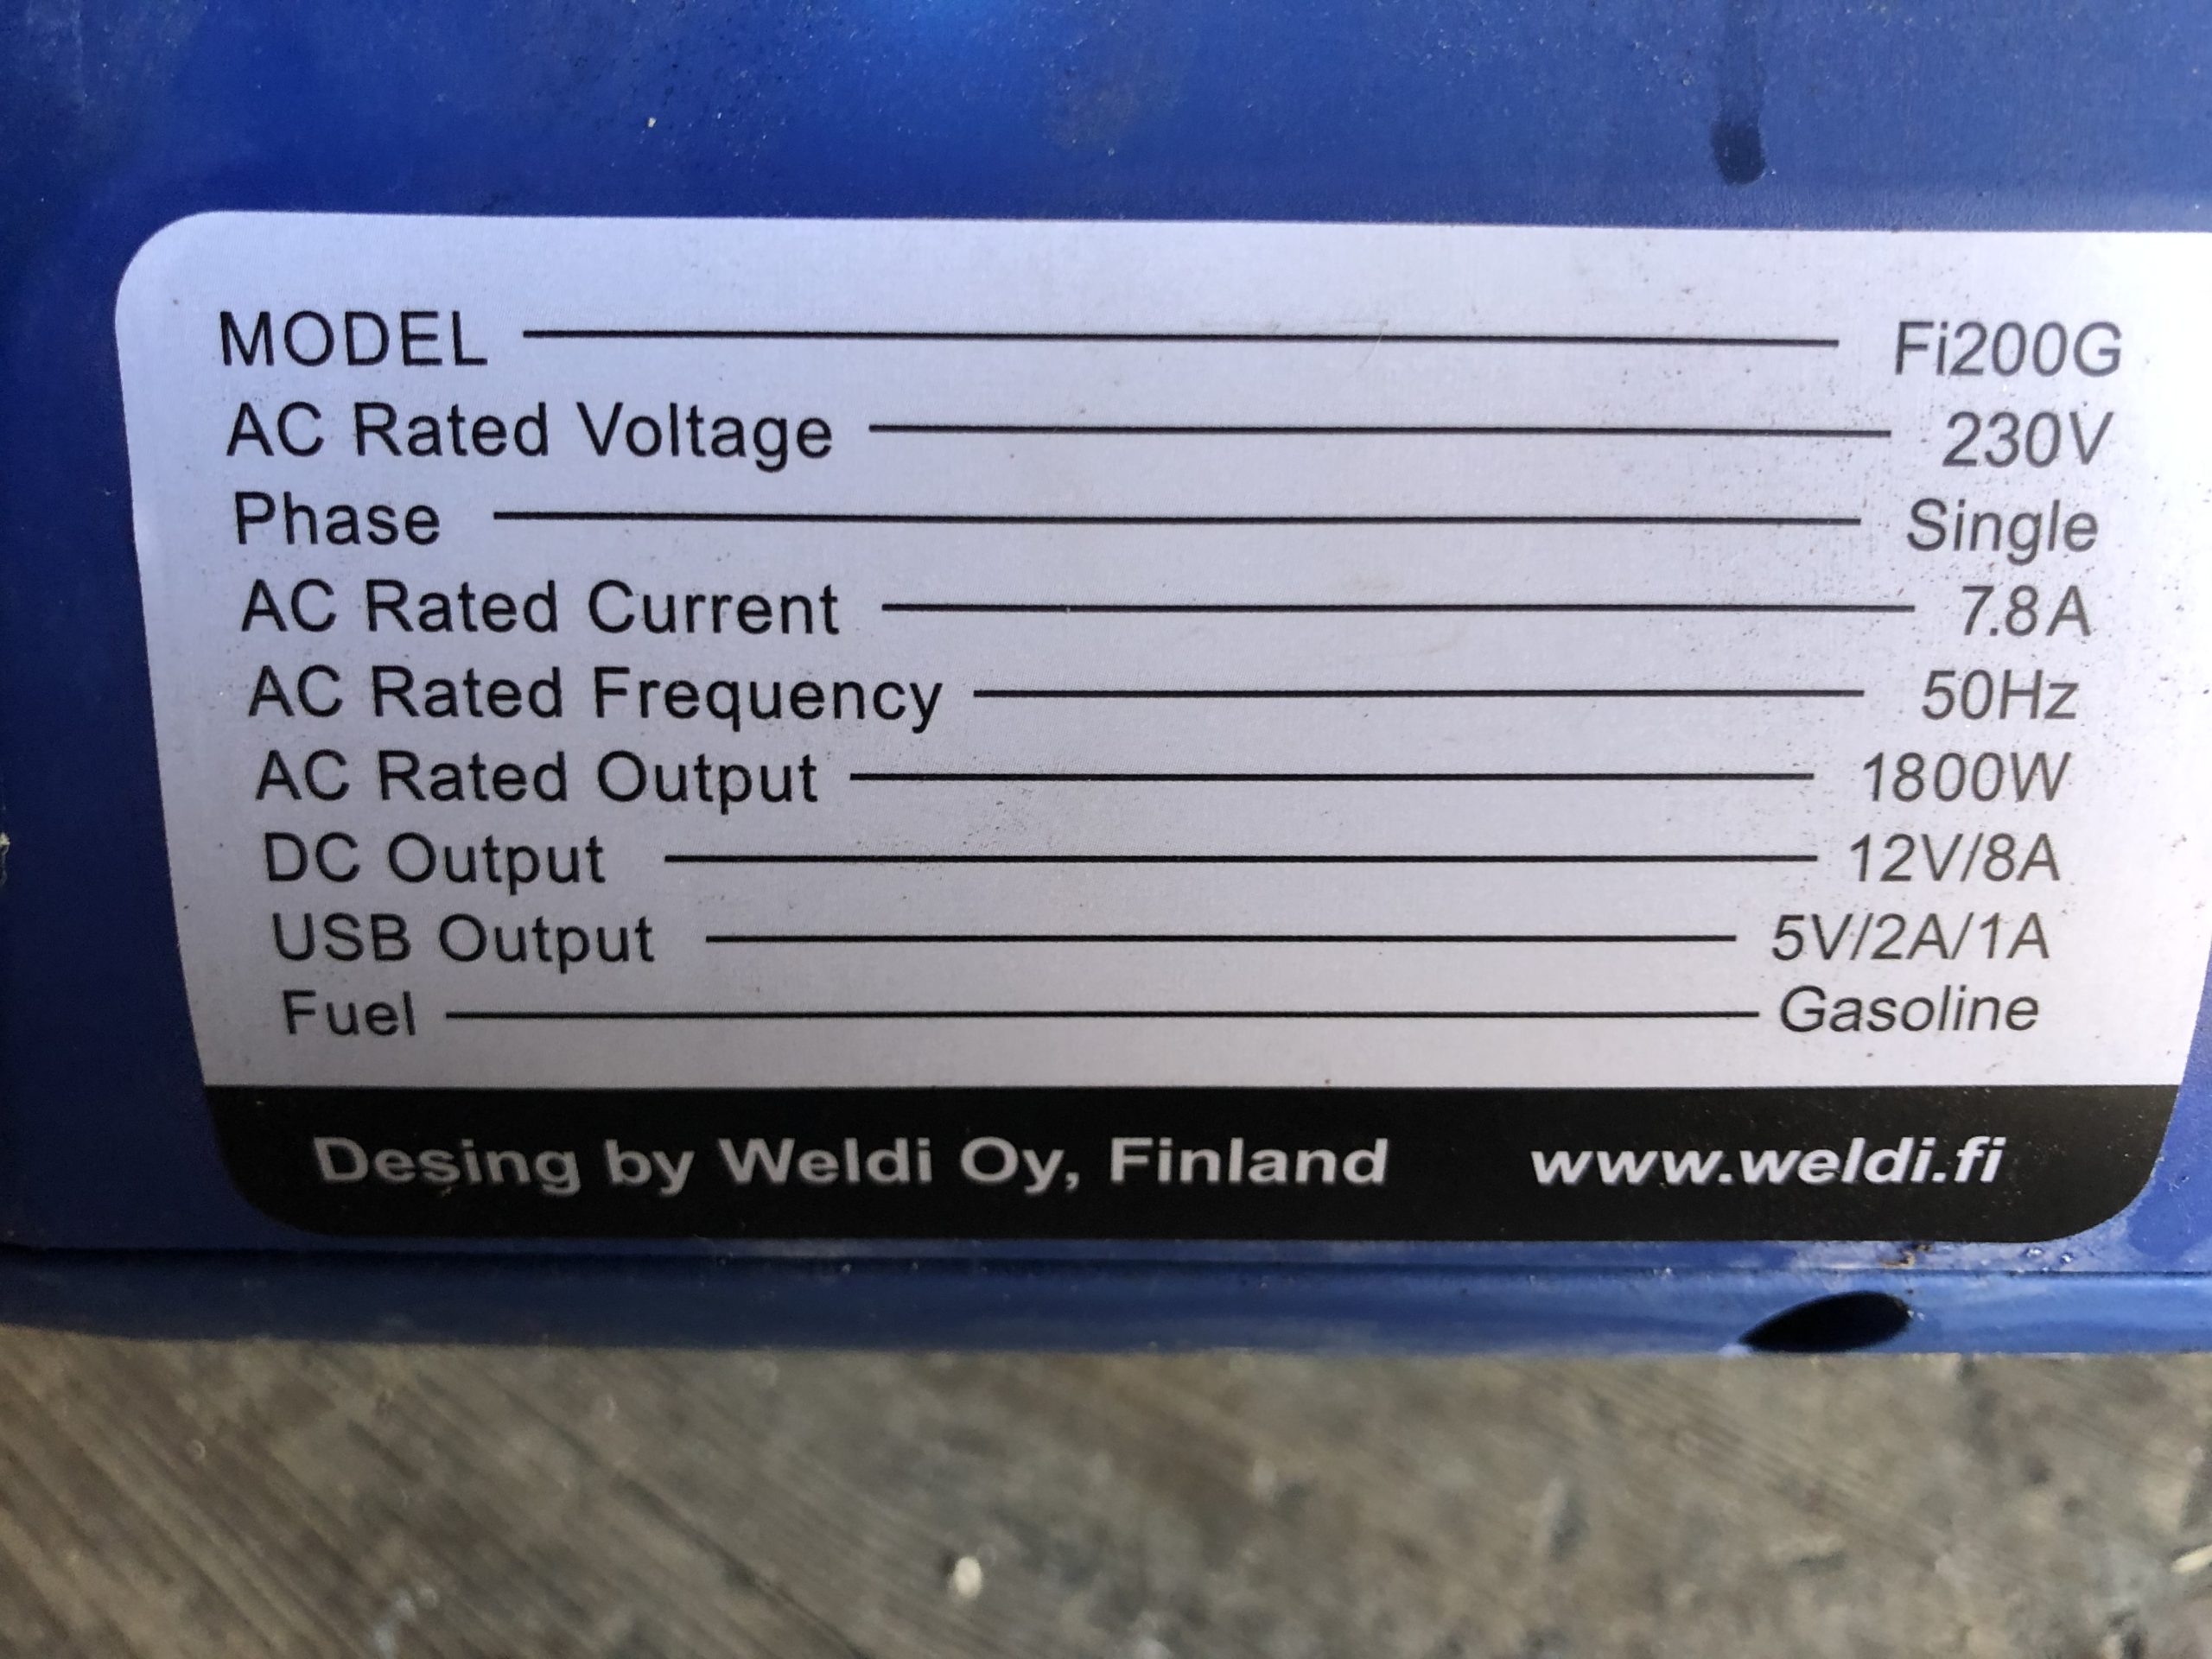 MODEL Fi200G
AC Rated Voltage 230V
Phase Single
AC Rated Current 7.8A
AC Rated Frequency 50Hz
AC Rated Output 1800W
DC Output 12V/8A
USB Output 5V/2A/1A
Fuel Gasoline
Desing by Weldi Oy, Finland www.weldi.fi